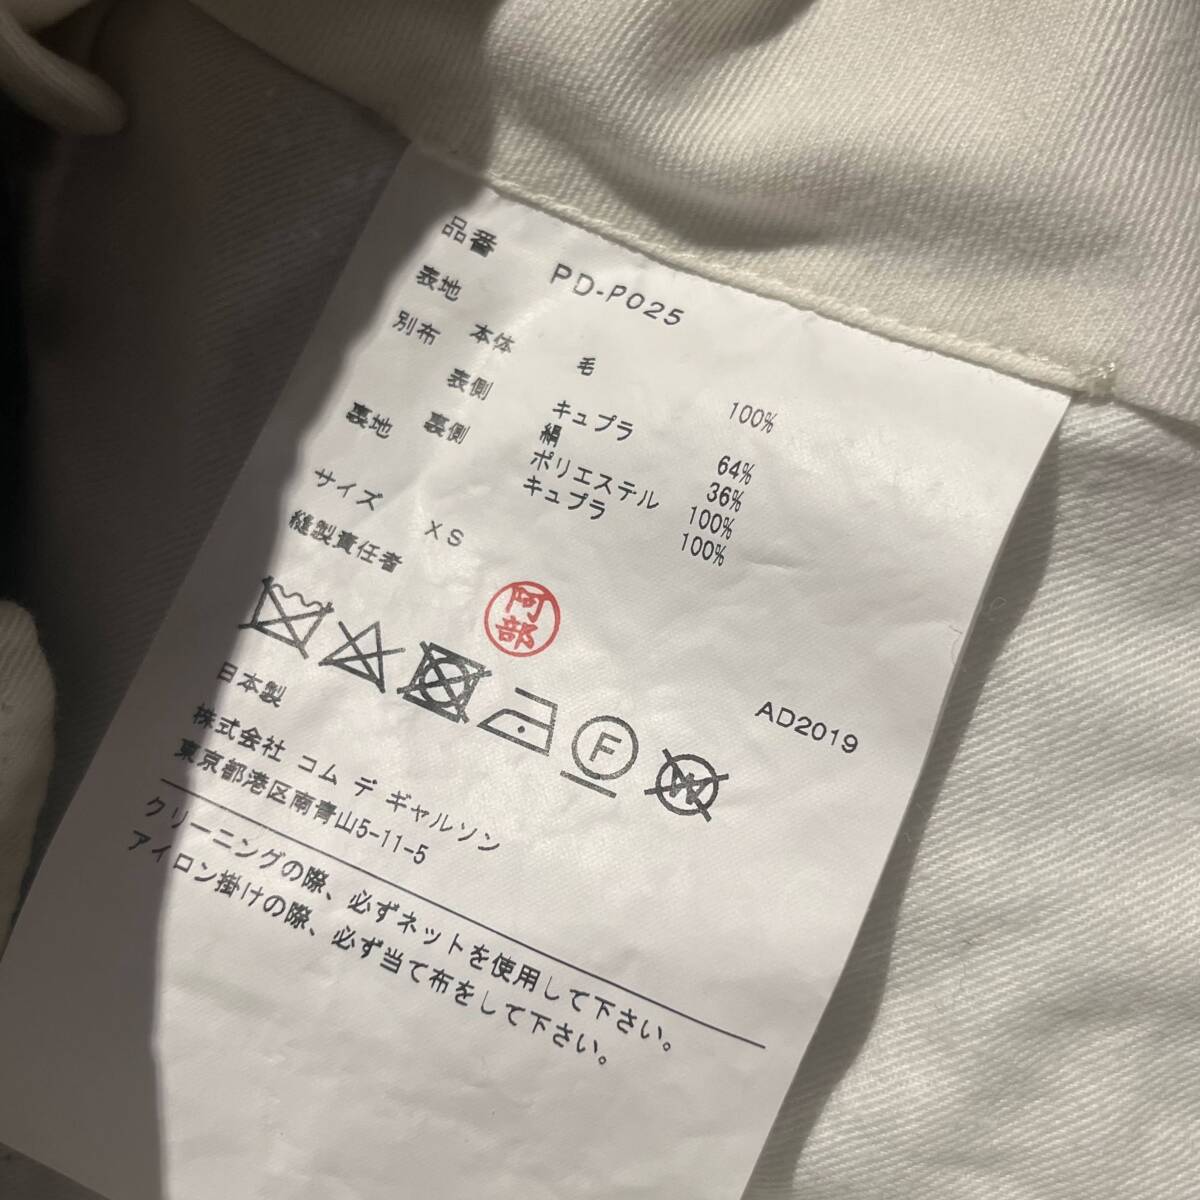 品番 PD-P025
表地 本体 毛 100%
別布 表側 キュプラ 64%
絹 36%
裏側 ポリエステル 100%
裏地 キュプラ 100%
サイズ XS
縫製責任者 阿部
AD2019
F
W
日本製
株式会社 コム デ ギャルソン
東京都港区南青山5-11-5
クリーニングの際、必ずネットを使用して下さい。
アイロン掛けの際、必ず当て布をして下さい。